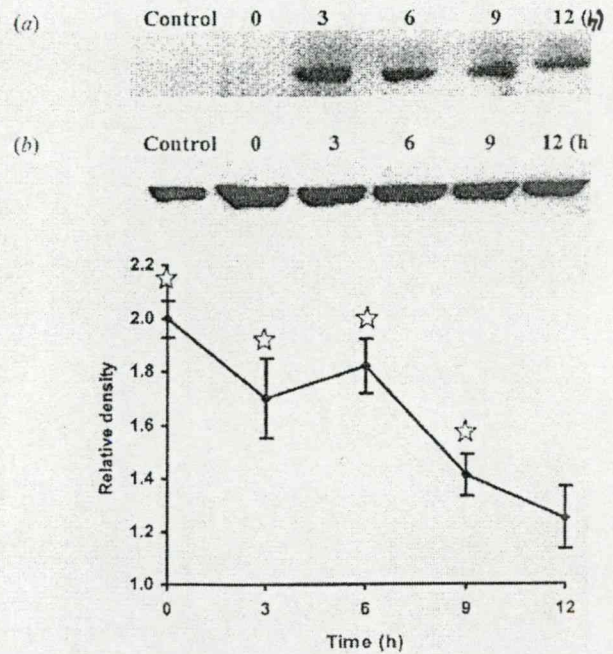 (a) Control 0 3 6 9 12 (h)
(b) Control 0 3 6 9 12 (h
2.2
2.0
1.8
1.6
1.4
1.2
1.0
Relative density
0 3 6 9 12
Time (h)